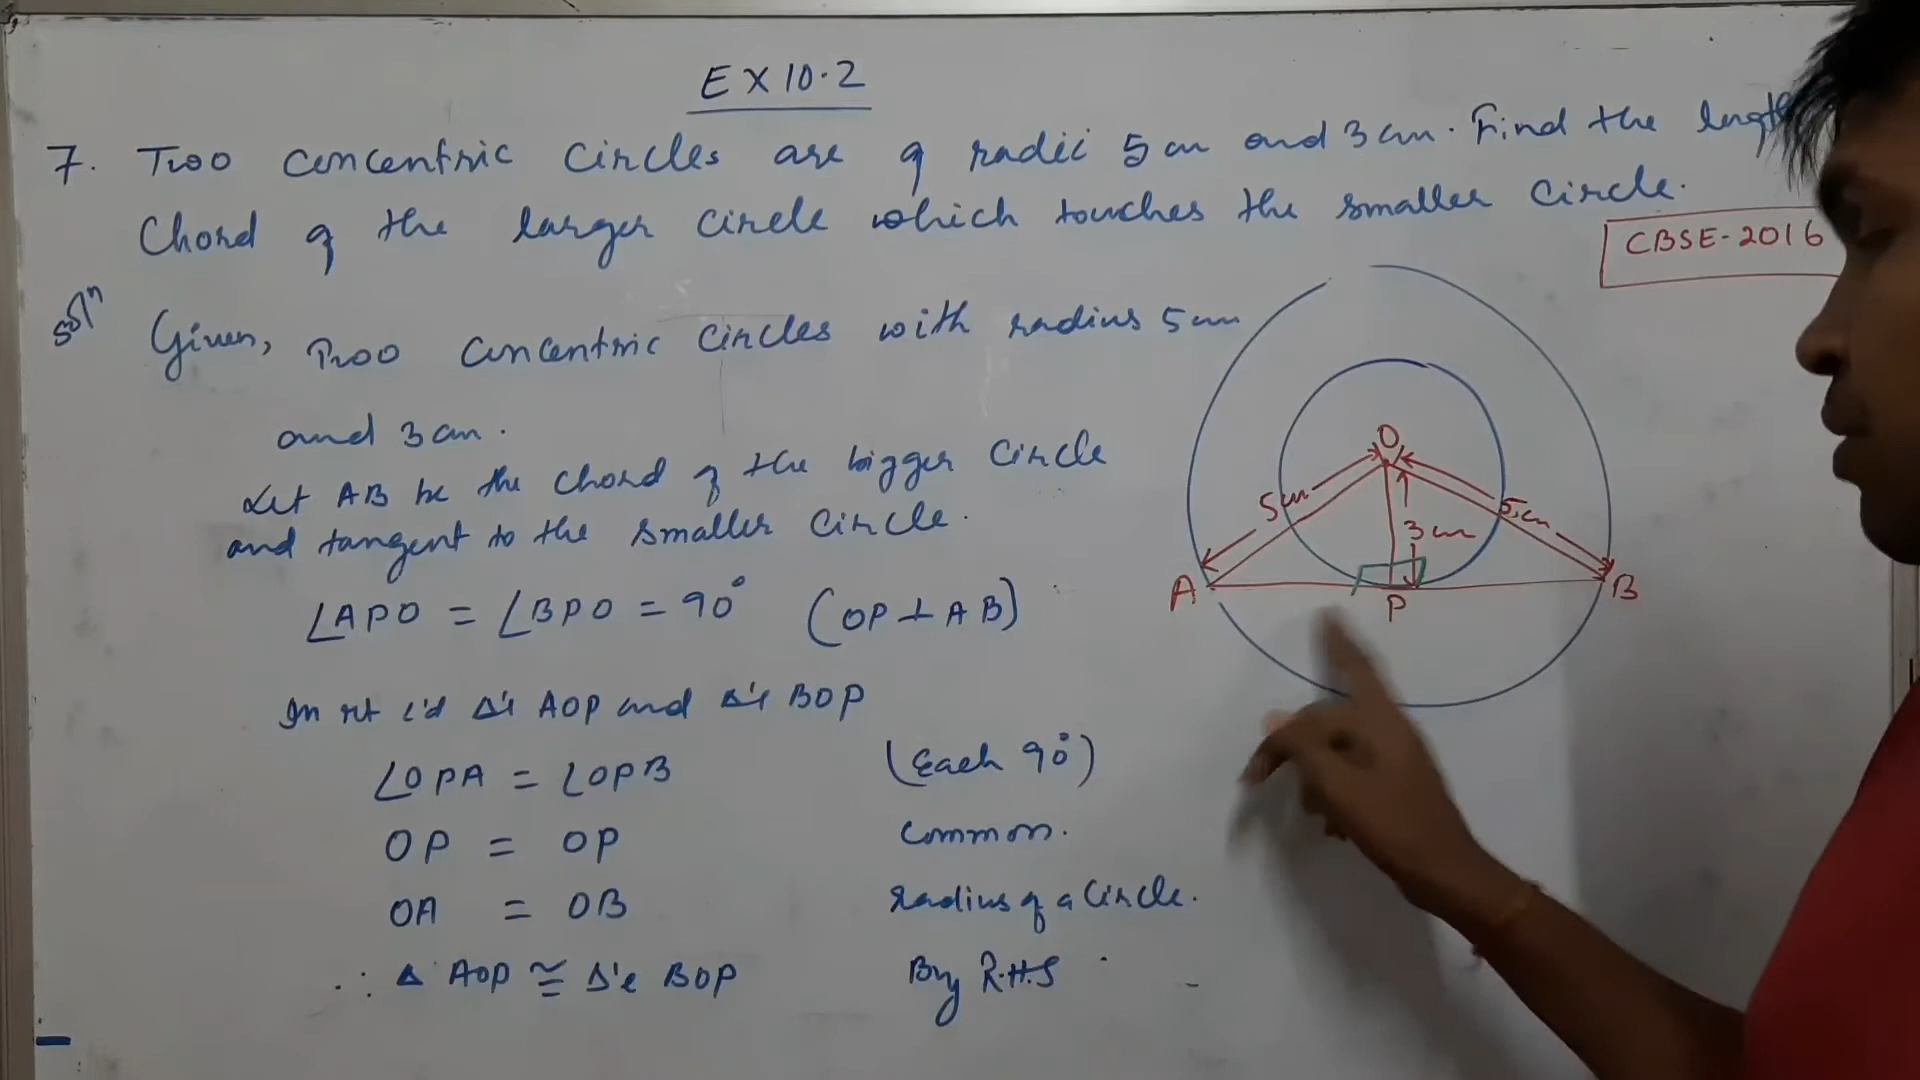 EX 10.2
7. Two concentric circles are of radii 5 cm and 3 cm. Find the length
Chord of the larger circle which touches the smaller circle.
CBSE-2016
Solⁿ Given, Two concentric circles with radius 5 cm
and 3 cm.
Let AB be the chord of the bigger circle
and tangent to the smaller circle.
∠APO = ∠BPO = 90° (OP ⊥ AB)
In rt ∠'d Δ's AOP and Δ's BOP
∠OPA = ∠OPB (Each 90°)
OP = OP Common.
OA = OB radius of a circle.
∴ Δ AOP ≅ Δ'e BOP By R.H.S
O
5 cm 5 cm
3 cm
A P B